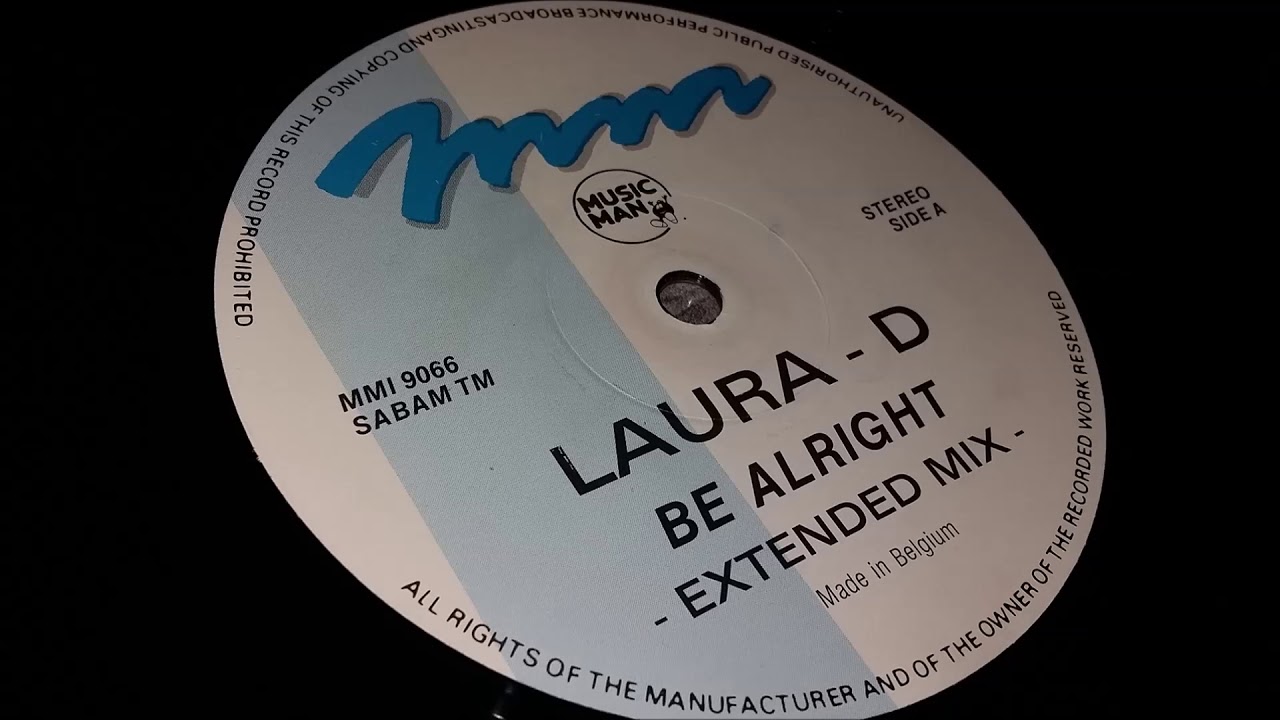 UNAUTHORISED PUBLIC PERFORMANCE BROADCASTING AND COPYING OF THIS RECORD PROHIBITED
MUSIC
MAN
STEREO
SIDE A
MMI 9066
SABAM TM
LAURA - D
BE ALRIGHT
- EXTENDED MIX -
Made in Belgium
ALL RIGHTS OF THE MANUFACTURER AND OF THE OWNER OF THE RECORDED WORK RESERVED